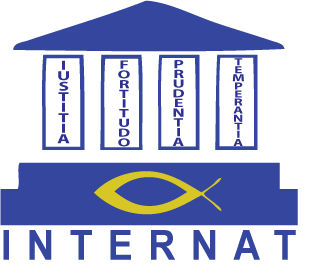 IUSTITIA
FORTITUDO
PRUDENTIA
TEMPERANTIA
INTERNAT